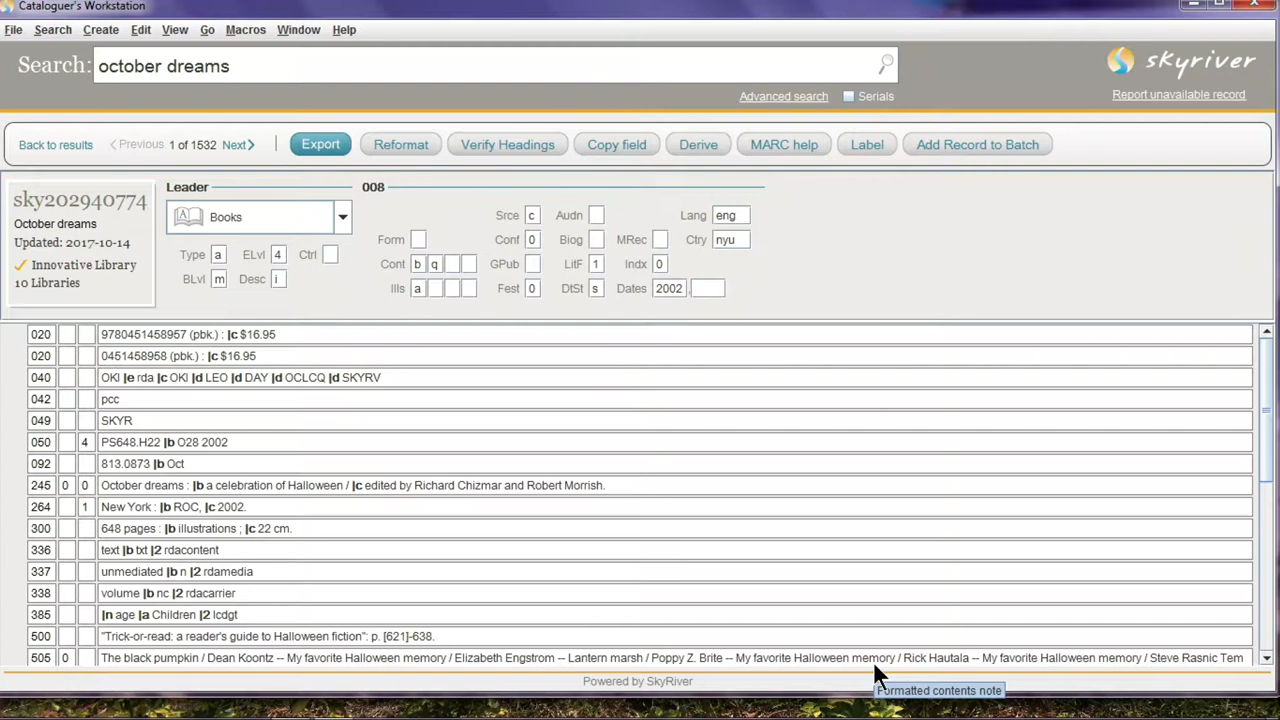 Cataloguer's Workstation
File Search Create Edit View Go Macros Window Help
Search: october dreams
skyriver
Advanced search Serials
Report unavailable record
Back to results Previous 1 of 1532 Next Export Reformat Verify Headings Copy field Derive MARC help Label Add Record to Batch
sky202940774
October dreams
Updated: 2017-10-14
Innovative Library
10 Libraries
Leader
Books
Type a ELvl 4 Ctrl
BLvl m Desc i
008
Srce c Audn Lang eng
Form Conf 0 Biog MRec Ctry nyu
Cont b q GPub LitF 1 Indx 0
Ills a Fest 0 DtSt s Dates 2002 ,
020 9780451458957 (pbk.) : |c $16.95
020 0451458958 (pbk.) : |c $16.95
040 OKI |e rda |c OKI |d LEO |d DAY |d OCLCQ |d SKYRV
042 pcc
049 SKYR
050 4 PS648.H22 |b O28 2002
092 813.0873 |b Oct
245 0 0 October dreams : |b a celebration of Halloween / |c edited by Richard Chizmar and Robert Morrish.
264 1 New York : |b ROC, |c 2002.
300 648 pages : |b illustrations ; |c 22 cm.
336 text |b txt |2 rdacontent
337 unmediated |b n |2 rdamedia
338 volume |b nc |2 rdacarrier
385 |n age |a Children |2 lcdgt
500 "Trick-or-read: a reader's guide to Halloween fiction": p. [621]-638.
505 0 The black pumpkin / Dean Koontz -- My favorite Halloween memory / Elizabeth Engstrom -- Lantern marsh / Poppy Z. Brite -- My favorite Halloween memory / Rick Hautala -- My favorite Halloween memory / Steve Rasnic Tem
Powered by SkyRiver
Formatted contents note